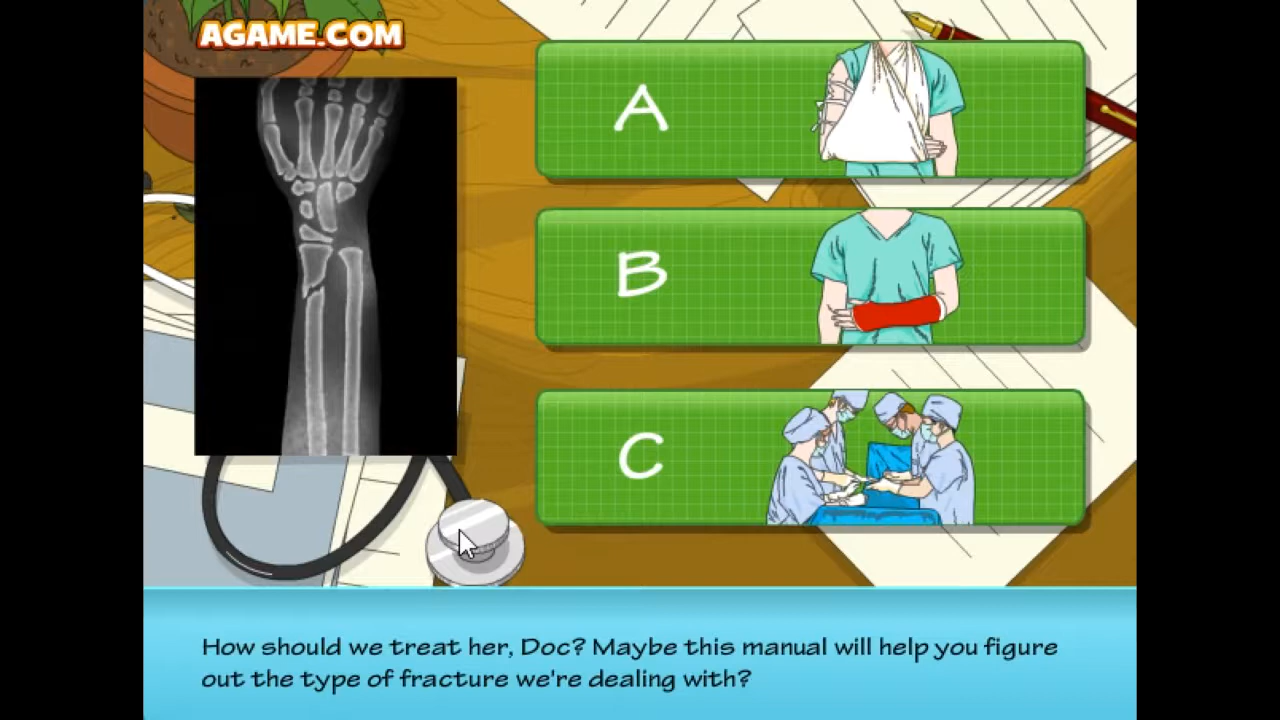 AGAME.COM
A
B
C
How should we treat her, Doc? Maybe this manual will help you figure
out the type of fracture we're dealing with?